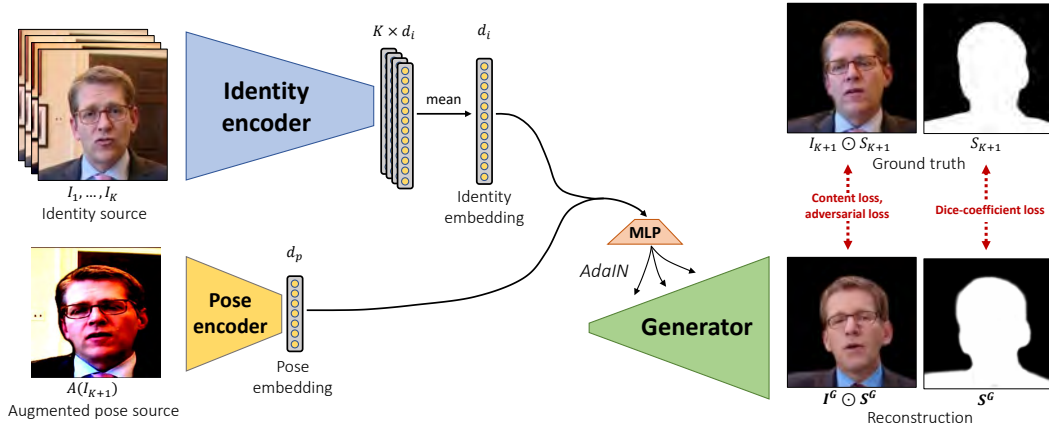 K × d_i
d_i
Identity
encoder
mean
I_1, …, I_K
Identity source
Identity
embedding
I_{K+1} ⊙ S_{K+1}
S_{K+1}
Ground truth
Content loss,
adversarial loss
Dice-coefficient loss
MLP
AdaIN
d_p
Pose
encoder
Generator
Pose
embedding
A(I_{K+1})
Augmented pose source
I^G ⊙ S^G
S^G
Reconstruction